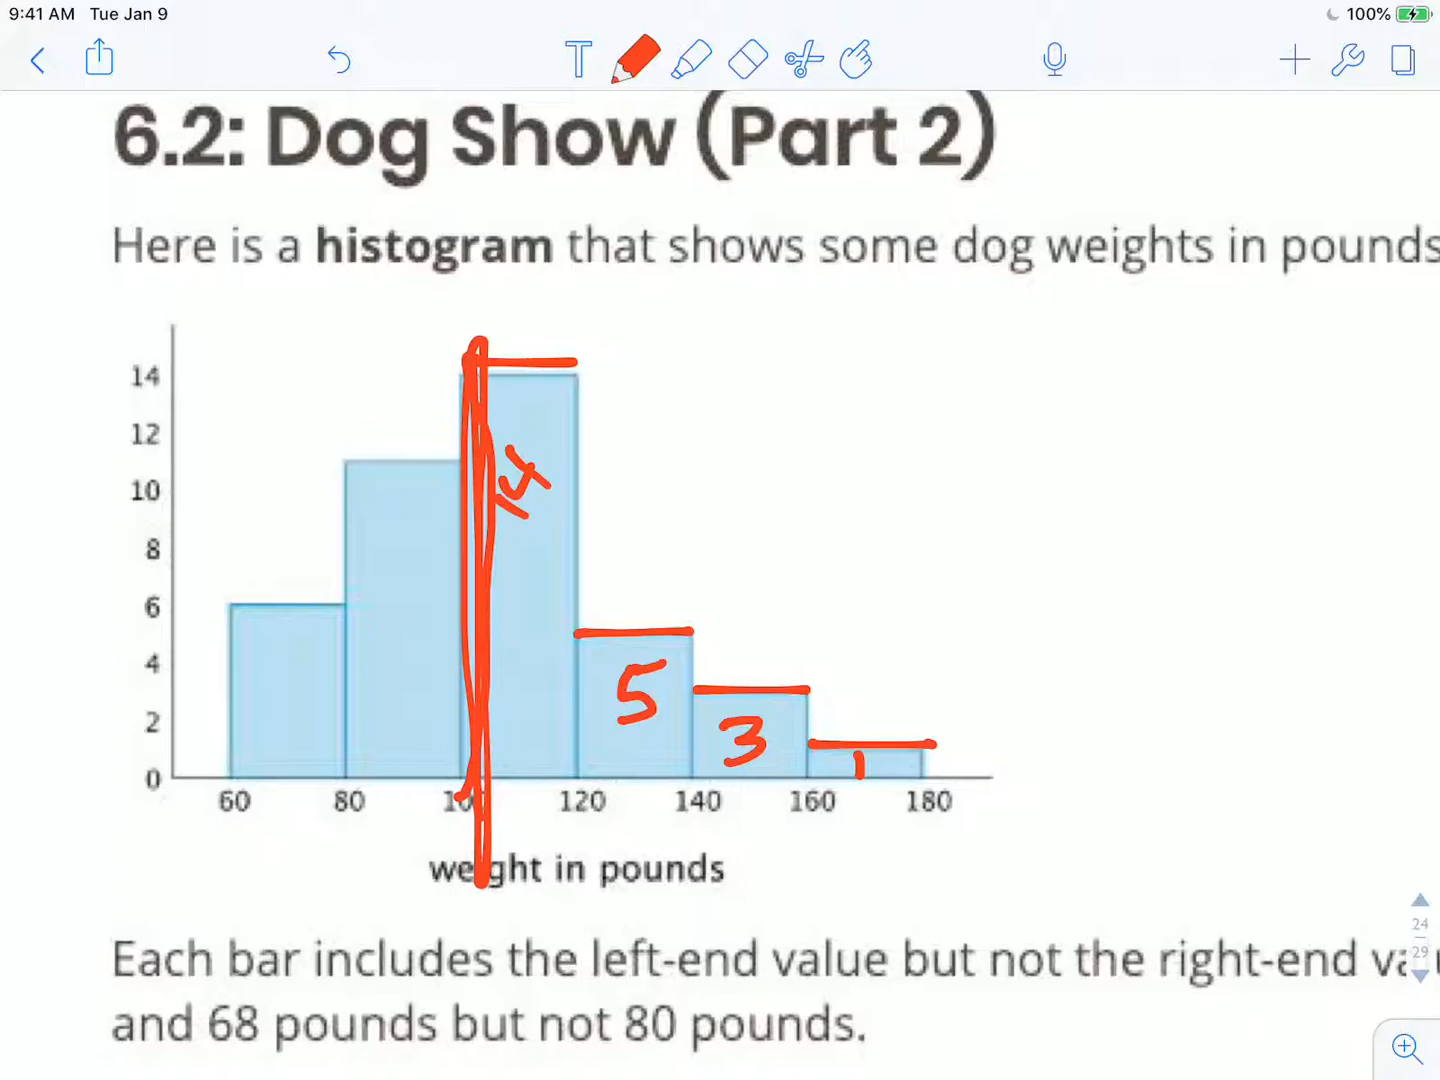 9:41 AM Tue Jan 9
100%
T
6.2: Dog Show (Part 2)
Here is a histogram that shows some dog weights in pounds
14
12
10
8
6
4
2
0
14
5
3
1
60 80 10 120 140 160 180
weight in pounds
24
29
Each bar includes the left-end value but not the right-end
and 68 pounds but not 80 pounds.